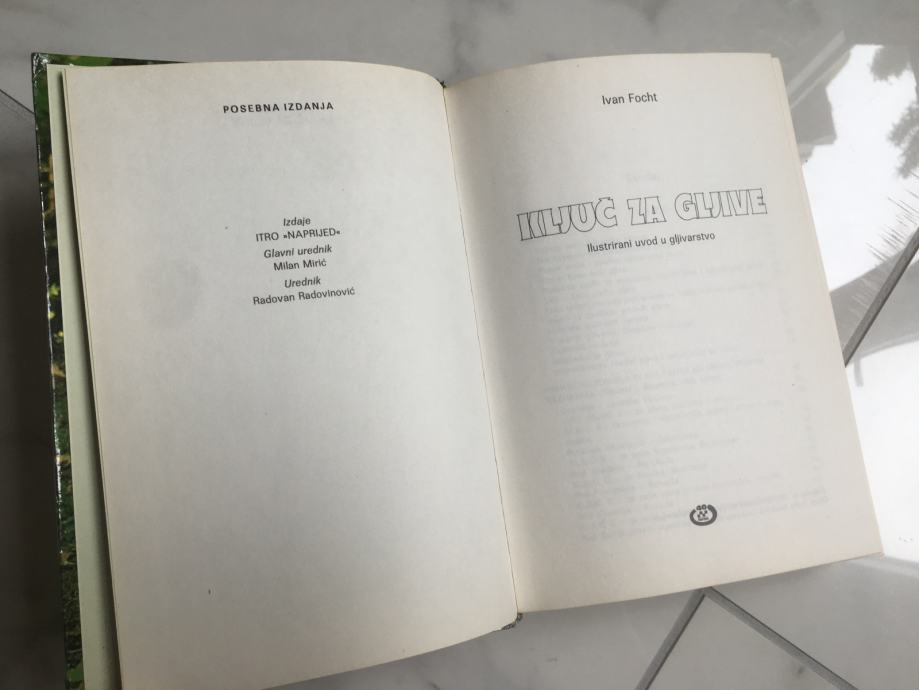 POSEBNA IZDANJA
Izdaje
ITRO »NAPRIJED«
Glavni urednik
Milan Mirić
Urednik
Radovan Radovinović
Ivan Focht
KLJUČ ZA GLJIVE
Ilustrirani uvod u gljivarstvo